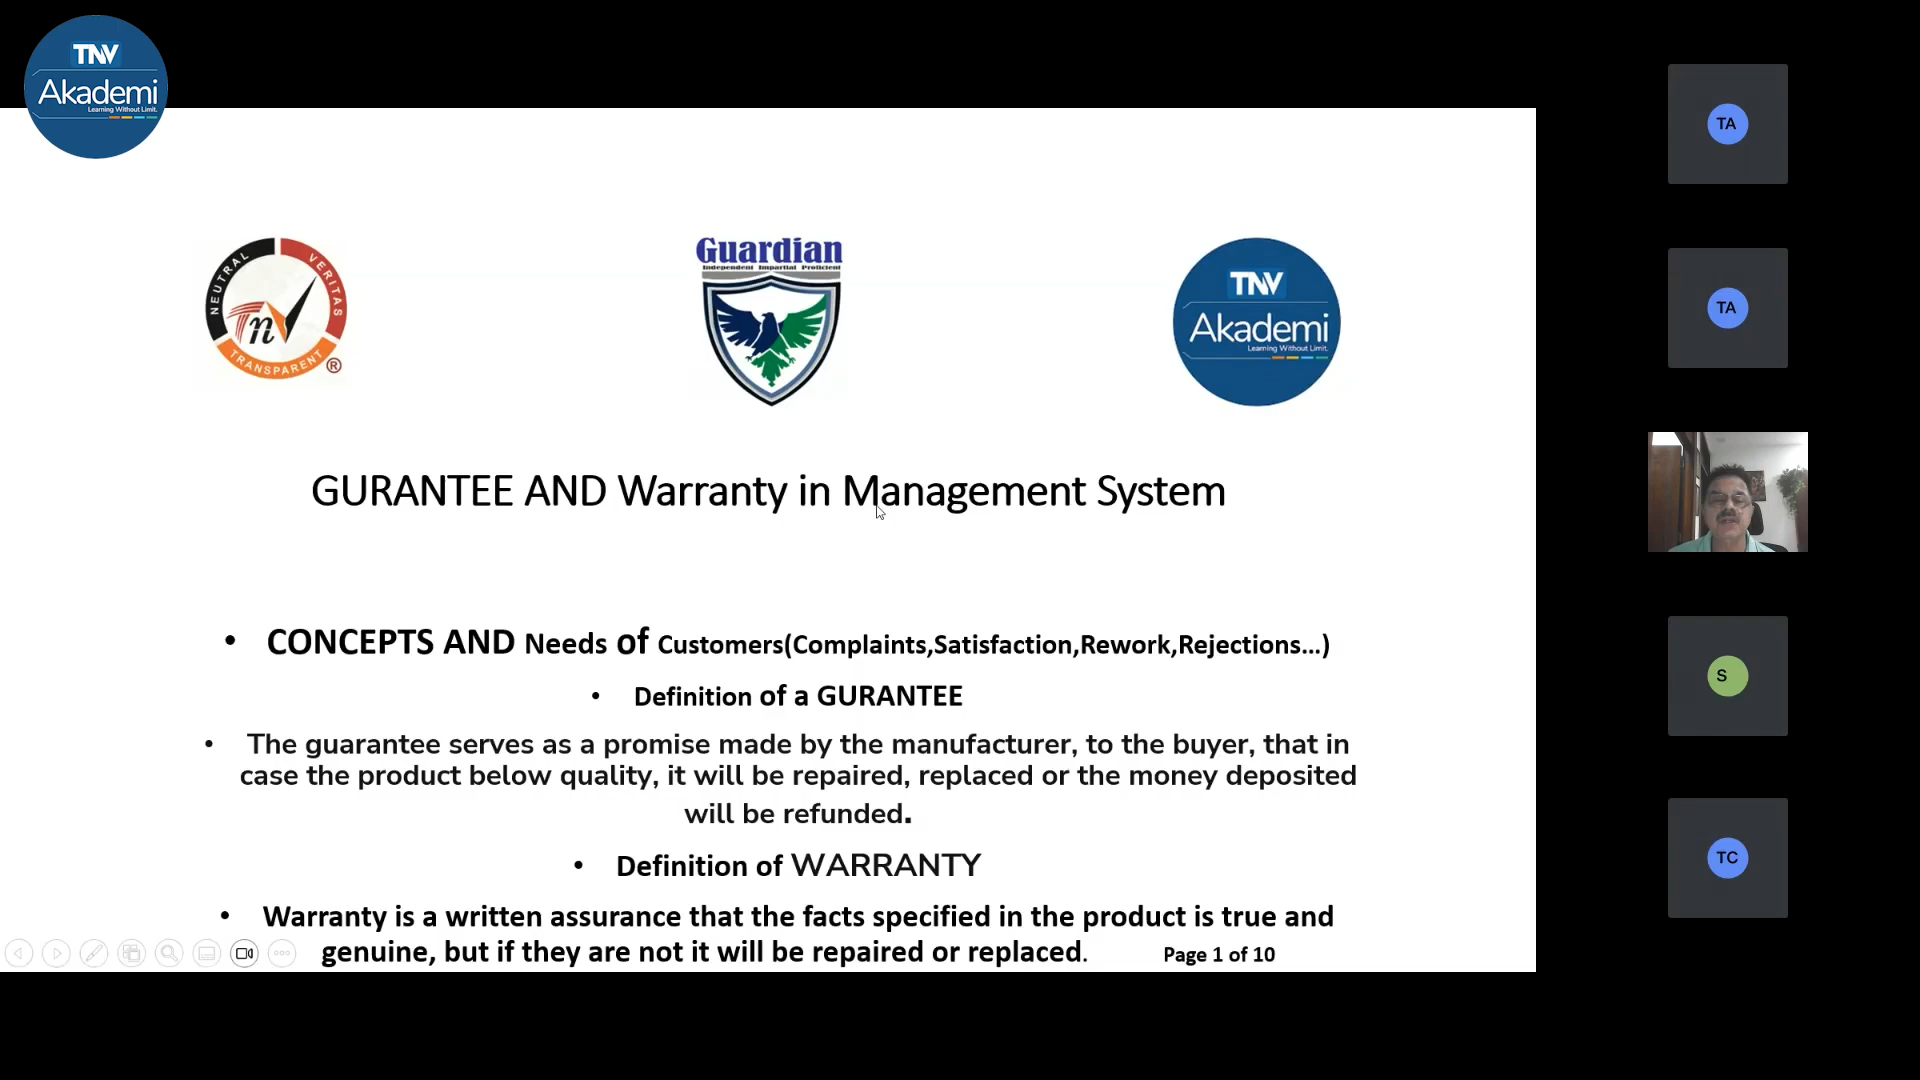 TNV
Akademi
Learning Without Limit.
NEUTRAL
VERITAS
TnV
TRANSPARENT
®
Guardian
Independent Impartial Proficient
TNV
Akademi
Learning Without Limit.
GURANTEE AND Warranty in Management System
• CONCEPTS AND Needs of Customers(Complaints,Satisfaction,Rework,Rejections...)
• Definition of a GURANTEE
• The guarantee serves as a promise made by the manufacturer, to the buyer, that in
case the product below quality, it will be repaired, replaced or the money deposited
will be refunded.
• Definition of WARRANTY
• Warranty is a written assurance that the facts specified in the product is true and
genuine, but if they are not it will be repaired or replaced.
Page 1 of 10
TA
TA
S
TC